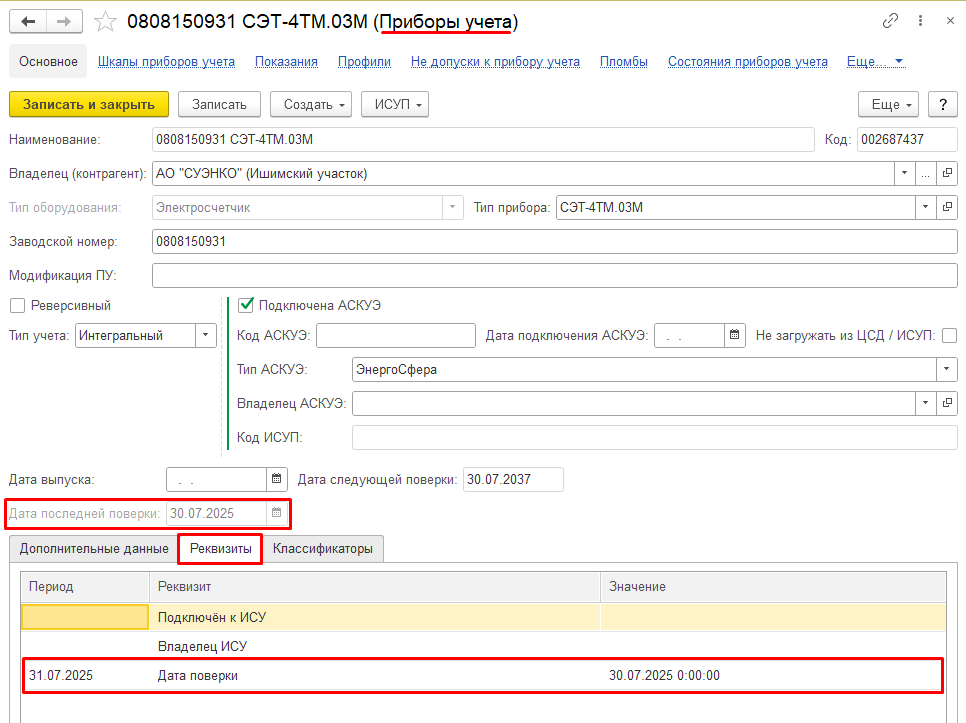 0808150931 СЭТ-4ТМ.03М (Приборы учета)
Основное Шкалы приборов учета Показания Профили Не допуски к прибору учета Пломбы Состояния приборов учета Еще...
Записать и закрыть Записать Создать ИСУП Еще ?
Наименование: 0808150931 СЭТ-4ТМ.03М Код: 002687437
Владелец (контрагент): АО "СУЭНКО" (Ишимский участок) ...
Тип оборудования: Электросчетчик Тип прибора: СЭТ-4ТМ.03М
Заводской номер: 0808150931
Модификация ПУ:
Реверсивный Подключена АСКУЭ
Тип учета: Интегральный Код АСКУЭ: Дата подключения АСКУЭ: . . Не загружать из ЦСД / ИСУП:
Тип АСКУЭ: ЭнергоСфера
Владелец АСКУЭ:
Код ИСУП:
Дата выпуска: . . Дата следующей поверки: 30.07.2037
Дата последней поверки: 30.07.2025
Дополнительные данные Реквизиты Классификаторы
Период Реквизит Значение
Подключён к ИСУ
Владелец ИСУ
31.07.2025 Дата поверки 30.07.2025 0:00:00